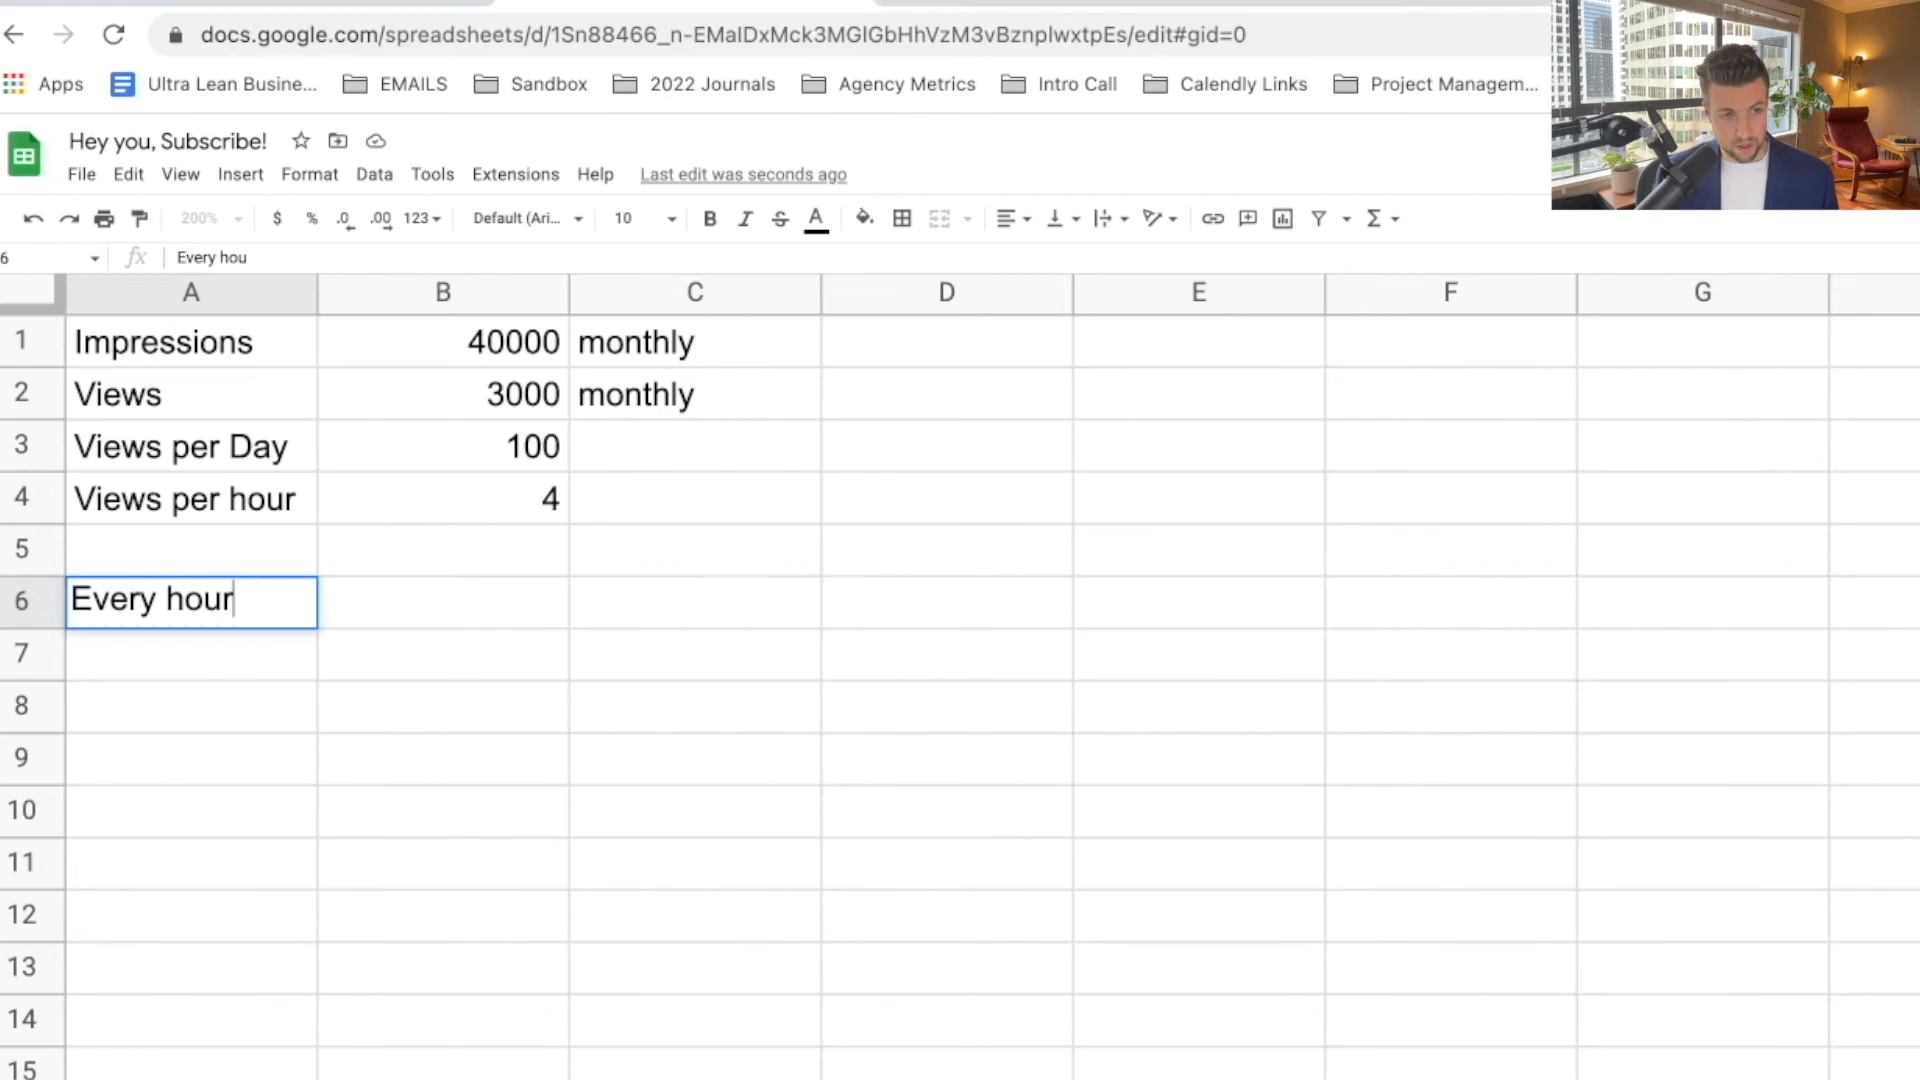 docs.google.com/spreadsheets/d/1Sn88466_n-EMaIDxMck3MGlGbHhVzM3vBznplwxtpEs/edit#gid=0
Apps Ultra Lean Busine... EMAILS Sandbox 2022 Journals Agency Metrics Intro Call Calendly Links Project Managem...
Hey you, Subscribe!
File Edit View Insert Format Data Tools Extensions Help Last edit was seconds ago
200% $ % .0 .00 123 Default (Ari... 10 B I S A Σ
6 fx Every hou
A B C D E F G
1 Impressions 40000 monthly
2 Views 3000 monthly
3 Views per Day 100
4 Views per hour 4
5
6 Every hour
7
8
9
10
11
12
13
14
15